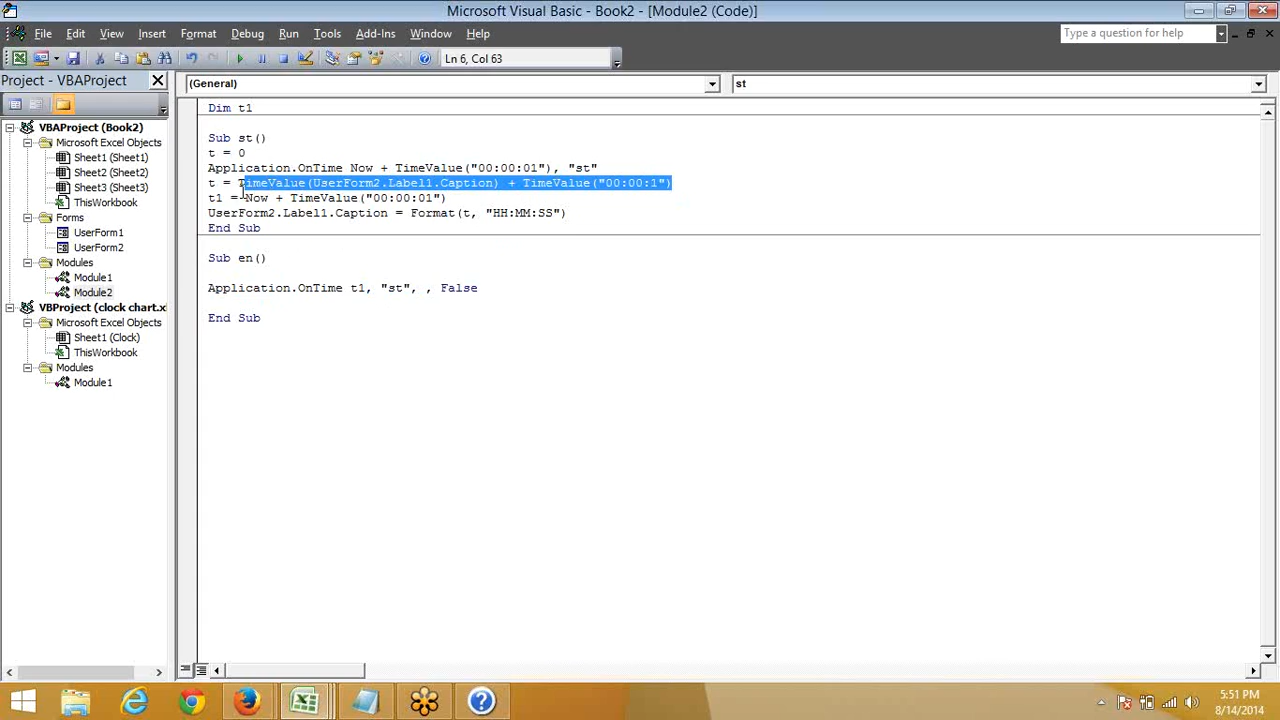 Microsoft Visual Basic - Book2 - [Module2 (Code)]
File Edit View Insert Format Debug Run Tools Add-Ins Window Help
Type a question for help
Ln 6, Col 63
Project - VBAProject
(General)
st
VBAProject (Book2)
Microsoft Excel Objects
Sheet1 (Sheet1)
Sheet2 (Sheet2)
Sheet3 (Sheet3)
ThisWorkbook
Forms
UserForm1
UserForm2
Modules
Module1
Module2
VBProject (clock chart.x
Microsoft Excel Objects
Sheet1 (Clock)
ThisWorkbook
Modules
Module1
Dim t1
Sub st()
t = 0
Application.OnTime Now + TimeValue("00:00:01"), "st"
t = TimeValue(UserForm2.Label1.Caption) + TimeValue("00:00:1")
t1 = Now + TimeValue("00:00:01")
UserForm2.Label1.Caption = Format(t, "HH:MM:SS")
End Sub
Sub en()
Application.OnTime t1, "st", , False
End Sub
5:51 PM
8/14/2014